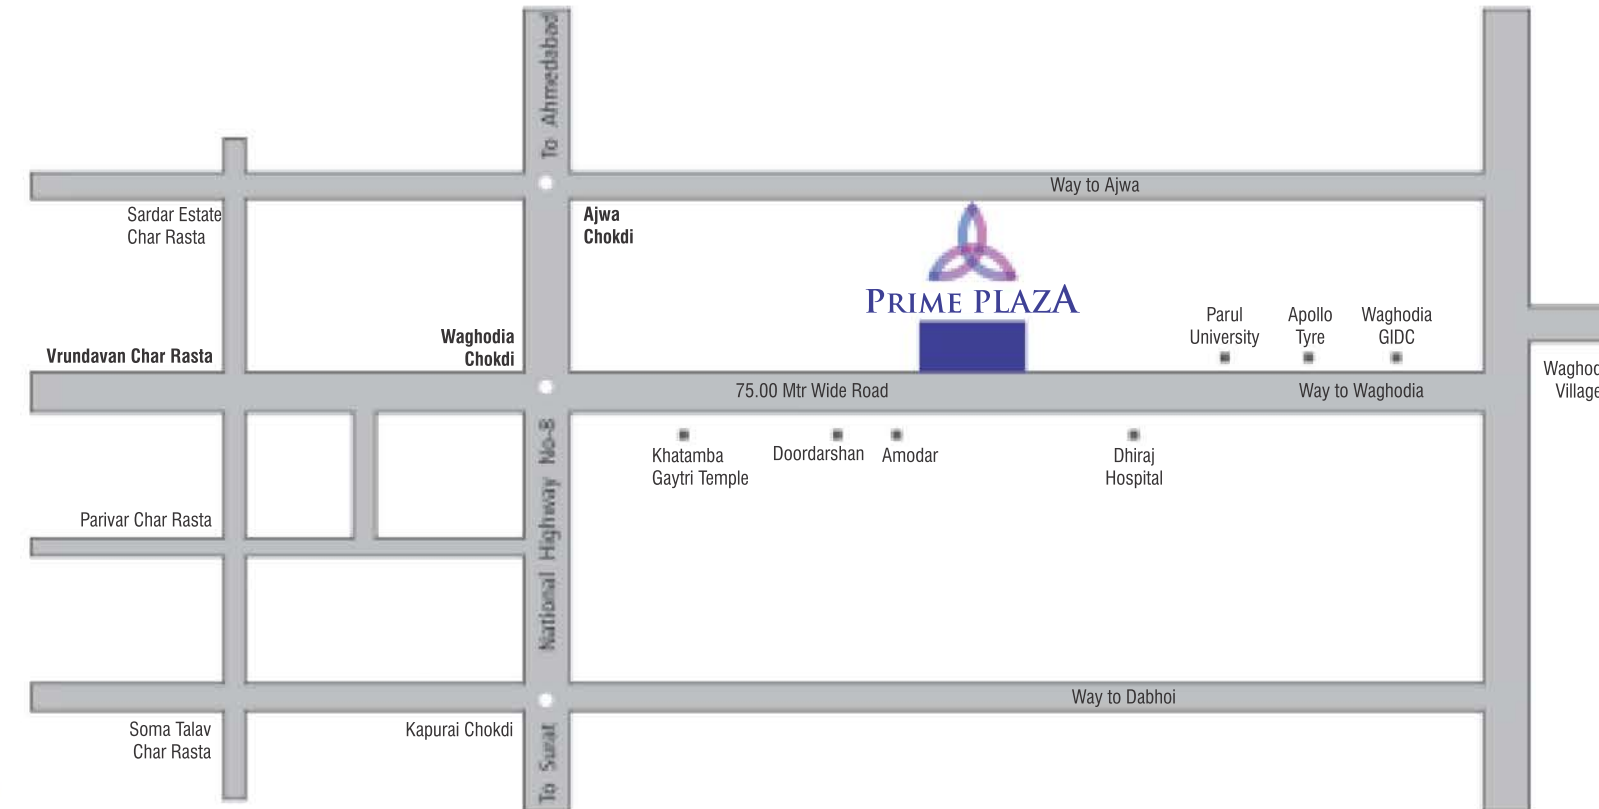 To Ahmedabad
Way to Ajwa
Sardar Estate
Char Rasta
Ajwa
Chokdi
PRIME PLAZA
Parul
University
Apollo
Tyre
Waghodia
GIDC
Waghodia
Chokdi
Vrundavan Char Rasta
75.00 Mtr Wide Road
Way to Waghodia
Waghod
Village
National Highway No-8
Khatamba
Gaytri Temple
Doordarshan
Amodar
Dhiraj
Hospital
Parivar Char Rasta
Way to Dabhoi
Soma Talav
Char Rasta
Kapurai Chokdi
To Surat